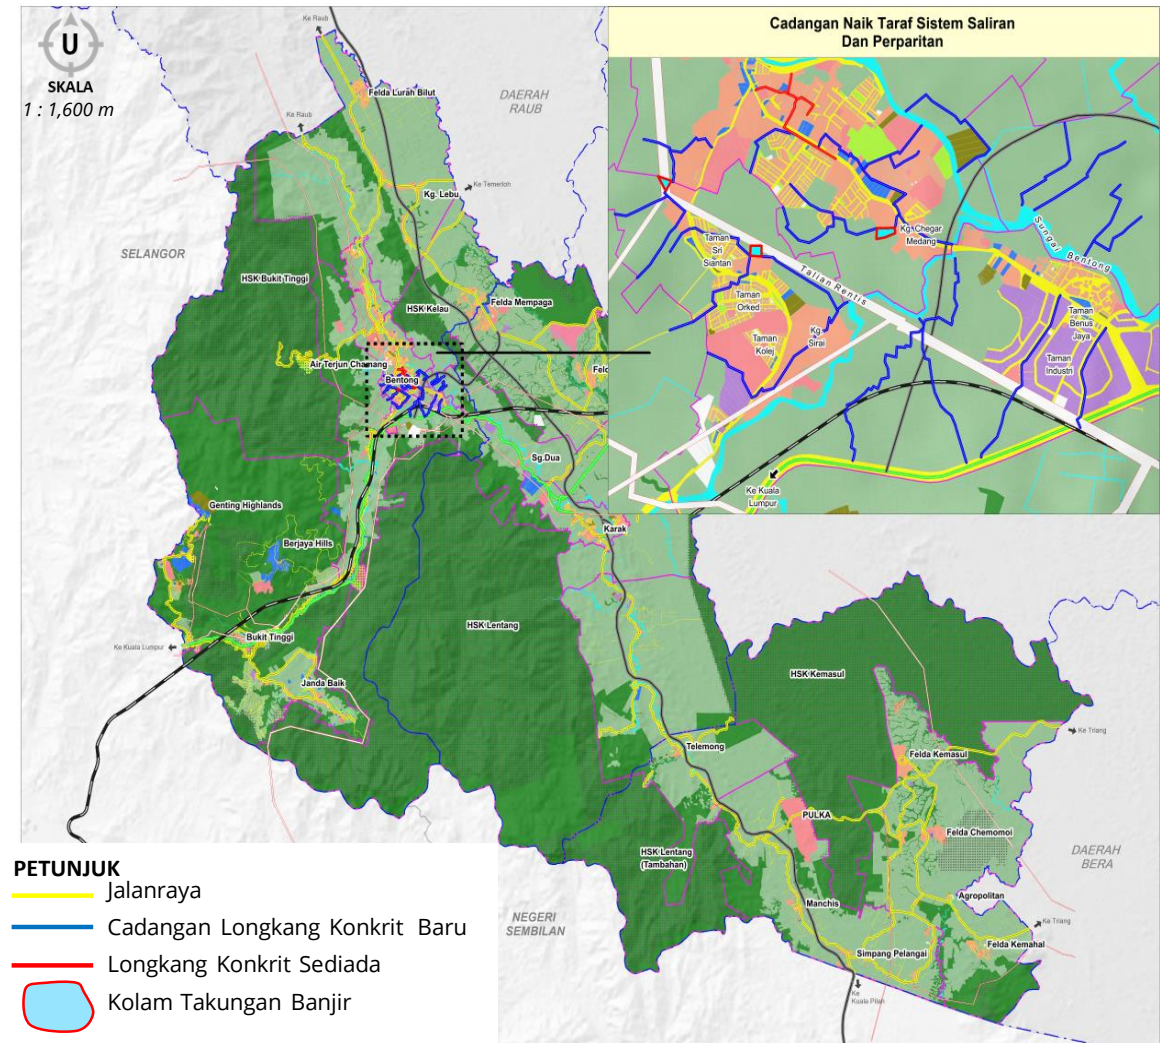 U
SKALA
1 : 1,600 m
Ke Raub
Felda Lurah Bilut
DAERAH
RAUB
Ke Raub
Ke Temerloh
Kg. Lebu
SELANGOR
HSK Bukit Tinggi
HSK Kelau
Felda Mempaga
Air Terjun Chamang
Bentong
Feld
Sg.Dua
Genting Highlands
Karak
Berjaya Hills
HSK Lentang
Bukit Tinggi
Ke Kuala Lumpur
Janda Baik
HSK Kemasul
Telemong
Ke Triang
Felda Kemasul
PULKA
Felda Chemomoi
HSK Lentang
(Tambahan)
DAERAH
BERA
Manchis
Agropolitan
NEGERI
SEMBILAN
Ke Triang
Felda Kemahal
Simpang Pelangai
Ke
Kuala Pilah
Cadangan Naik Taraf Sistem Saliran
Dan Perparitan
Kg. Chegar
Medang
Sungai Bentong
Taman
Sri
Siantan
Talian Rentis
Taman
Orked
Taman
Benus
Jaya
Kg.
Sirai
Taman
Kolej
Taman
Industri
Ke Kuala
Lumpur
PETUNJUK
Jalanraya
Cadangan Longkang Konkrit Baru
Longkang Konkrit Sediada
Kolam Takungan Banjir